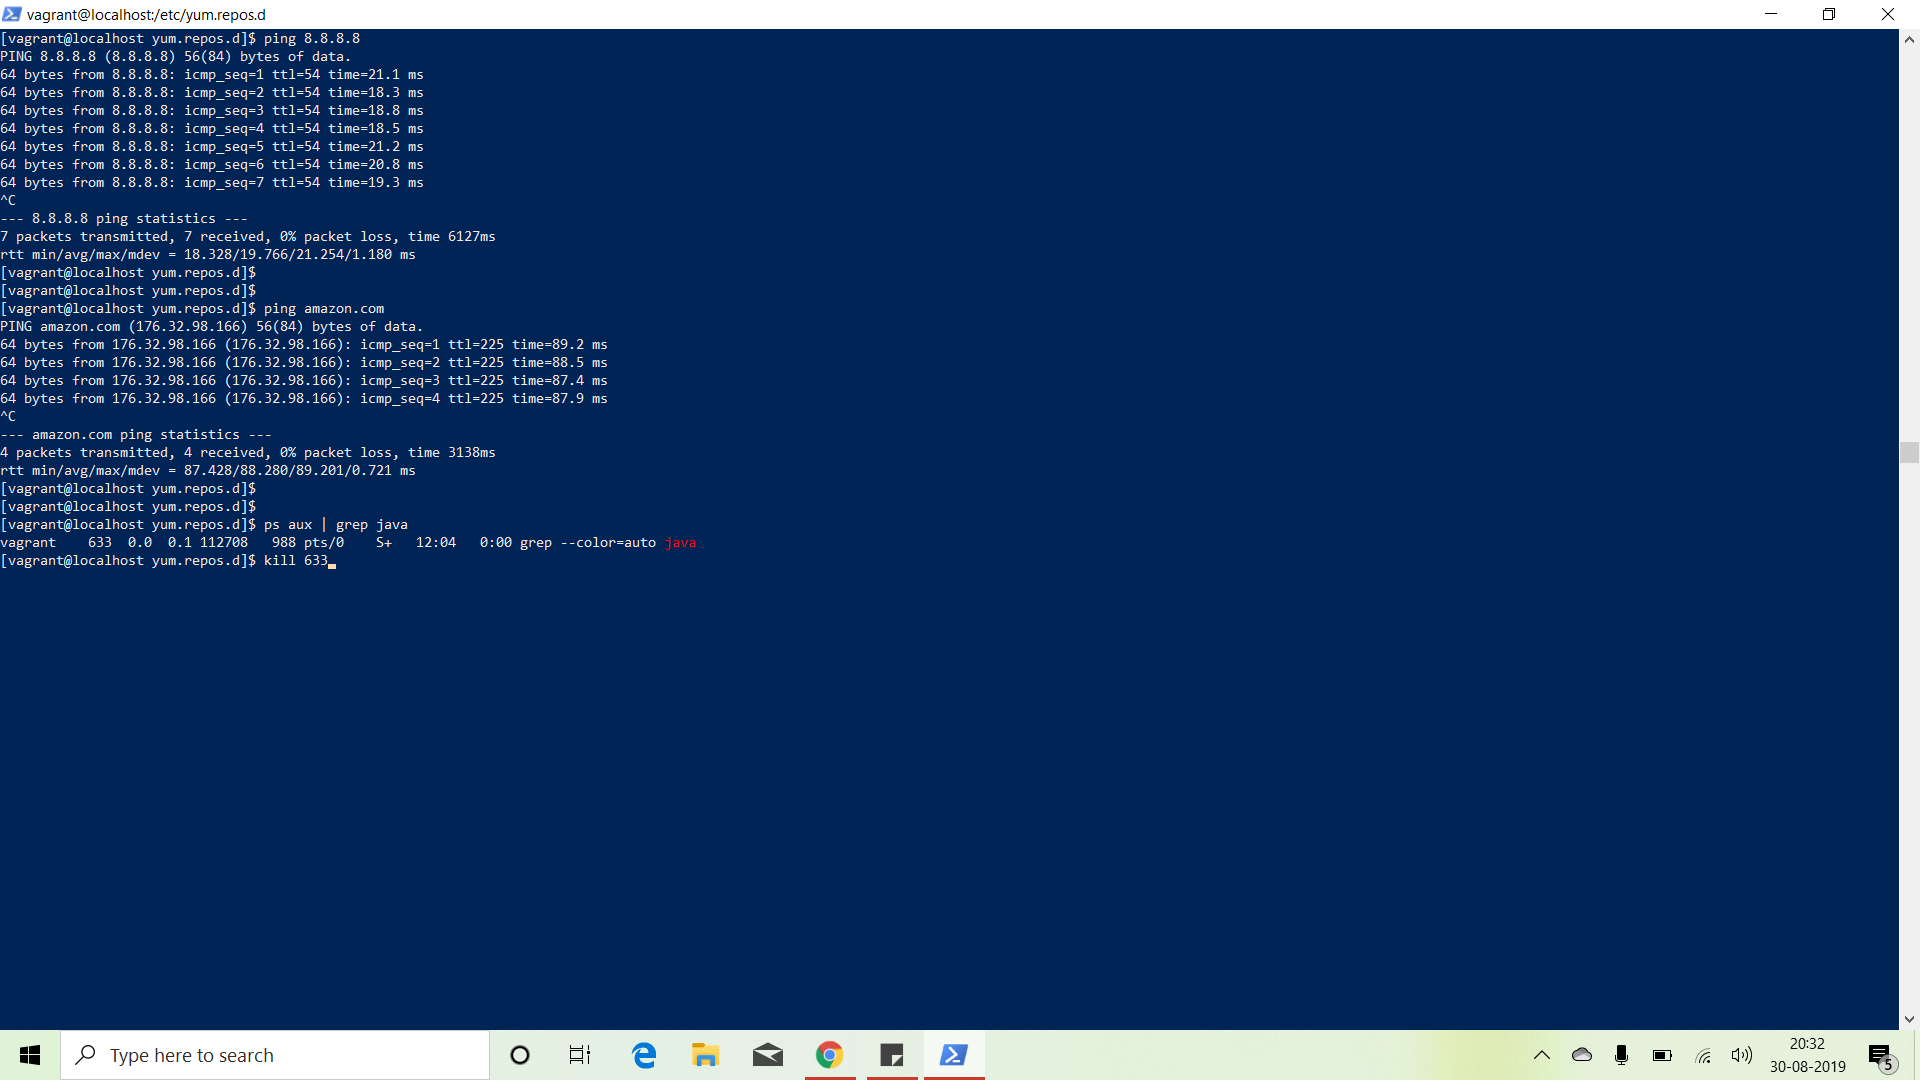 vagrant@localhost:/etc/yum.repos.d
[vagrant@localhost yum.repos.d]$ ping 8.8.8.8
PING 8.8.8.8 (8.8.8.8) 56(84) bytes of data.
64 bytes from 8.8.8.8: icmp_seq=1 ttl=54 time=21.1 ms
64 bytes from 8.8.8.8: icmp_seq=2 ttl=54 time=18.3 ms
64 bytes from 8.8.8.8: icmp_seq=3 ttl=54 time=18.8 ms
64 bytes from 8.8.8.8: icmp_seq=4 ttl=54 time=18.5 ms
64 bytes from 8.8.8.8: icmp_seq=5 ttl=54 time=21.2 ms
64 bytes from 8.8.8.8: icmp_seq=6 ttl=54 time=20.8 ms
64 bytes from 8.8.8.8: icmp_seq=7 ttl=54 time=19.3 ms
^C
--- 8.8.8.8 ping statistics ---
7 packets transmitted, 7 received, 0% packet loss, time 6127ms
rtt min/avg/max/mdev = 18.328/19.766/21.254/1.180 ms
[vagrant@localhost yum.repos.d]$
[vagrant@localhost yum.repos.d]$
[vagrant@localhost yum.repos.d]$ ping amazon.com
PING amazon.com (176.32.98.166) 56(84) bytes of data.
64 bytes from 176.32.98.166 (176.32.98.166): icmp_seq=1 ttl=225 time=89.2 ms
64 bytes from 176.32.98.166 (176.32.98.166): icmp_seq=2 ttl=225 time=88.5 ms
64 bytes from 176.32.98.166 (176.32.98.166): icmp_seq=3 ttl=225 time=87.4 ms
64 bytes from 176.32.98.166 (176.32.98.166): icmp_seq=4 ttl=225 time=87.9 ms
^C
--- amazon.com ping statistics ---
4 packets transmitted, 4 received, 0% packet loss, time 3138ms
rtt min/avg/max/mdev = 87.428/88.280/89.201/0.721 ms
[vagrant@localhost yum.repos.d]$
[vagrant@localhost yum.repos.d]$
[vagrant@localhost yum.repos.d]$ ps aux | grep java
vagrant    633  0.0  0.1 112708   988 pts/0    S+   12:04   0:00 grep --color=auto java
[vagrant@localhost yum.repos.d]$ kill 633
Type here to search
20:32
30-08-2019
5